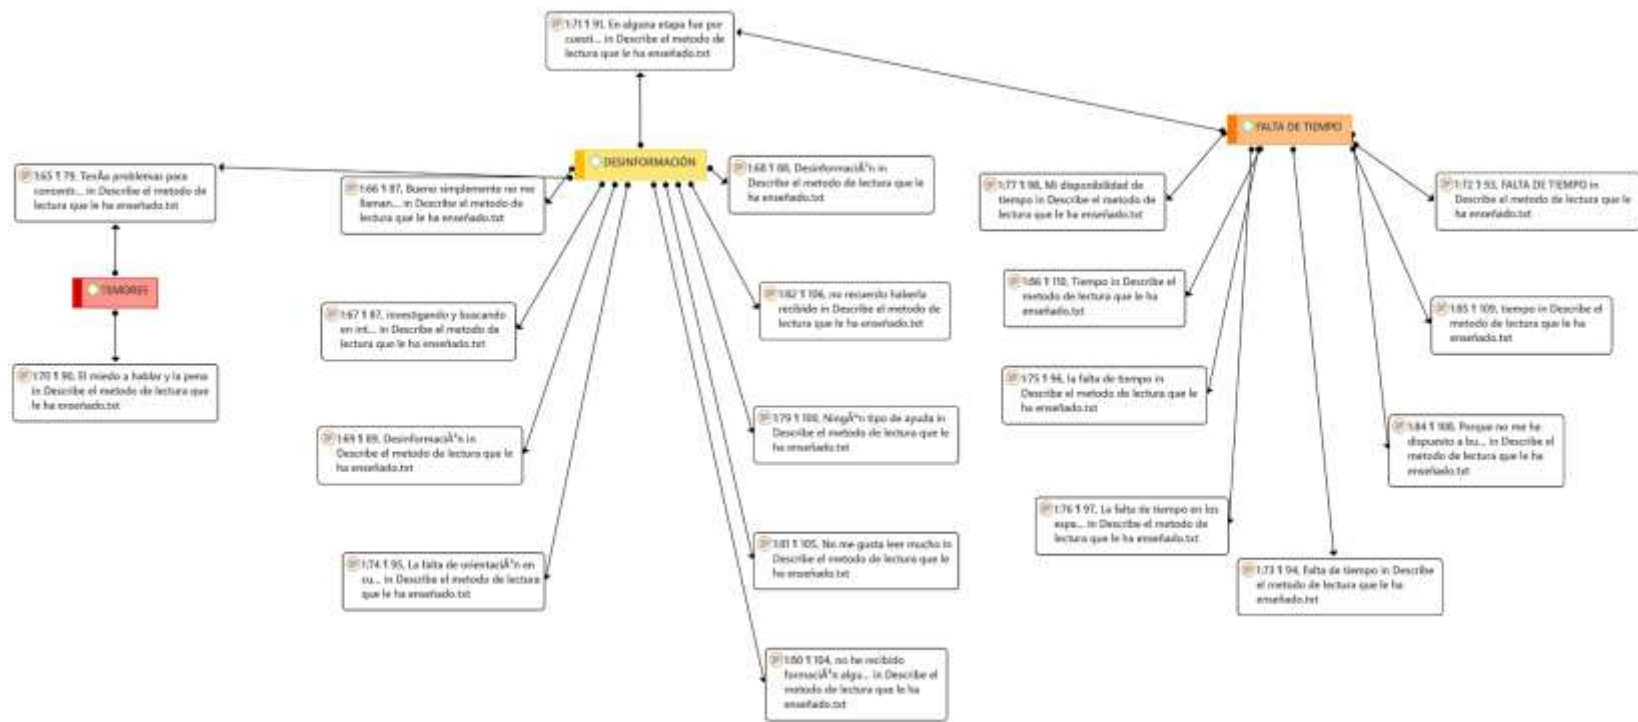 1:71 ¶ 91, En alguna etapa fue por
cuesti... in Describe el metodo de
lectura que le ha enseñado.txt
FALTA DE TIEMPO
DESINFORMACIÓN
1:65 ¶ 79, TenÃa problemas para
consenti... in Describe el metodo de
lectura que le ha enseñado.txt
1:66 ¶ 87, Bueno simplemente no me
llaman... in Describe el metodo de
lectura que le ha enseñado.txt
1:68 ¶ 88, DesinformaciÃ³n in
Describe el metodo de lectura que le
ha enseñado.txt
1:77 ¶ 98, Mi disponibilidad de
tiempo in Describe el metodo de
lectura que le ha enseñado.txt
1:72 ¶ 93, FALTA DE TIEMPO in
Describe el metodo de lectura que le
ha enseñado.txt
TEMORES
1:67 ¶ 87, investigando y buscando
en int... in Describe el metodo de
lectura que le ha enseñado.txt
1:82 ¶ 106, no recuerdo haberla
recibido in Describe el metodo de
lectura que le ha enseñado.txt
1:86 ¶ 110, Tiempo in Describe el
metodo de lectura que le ha
enseñado.txt
1:85 ¶ 109, tiempo in Describe el
metodo de lectura que le ha
enseñado.txt
1:70 ¶ 90, El miedo a hablar y la pena
in Describe el metodo de lectura que
le ha enseñado.txt
1:75 ¶ 96, la falta de tiempo in
Describe el metodo de lectura que le
ha enseñado.txt
1:69 ¶ 89, DesinformaciÃ³n in
Describe el metodo de lectura que le
ha enseñado.txt
1:79 ¶ 100, NingÃºn tipo de ayuda in
Describe el metodo de lectura que le
ha enseñado.txt
1:84 ¶ 108, Porque no me he
dispuesto a bu... in Describe el
metodo de lectura que le ha
enseñado.txt
1:76 ¶ 97, La falta de tiempo en los
espa... in Describe el metodo de
lectura que le ha enseñado.txt
1:74 ¶ 95, La falta de orientaciÃ³n en
cu... in Describe el metodo de lectura
que le ha enseñado.txt
1:81 ¶ 105, No me gusta leer mucho in
Describe el metodo de lectura que le
ha enseñado.txt
1:73 ¶ 94, Falta de tiempo in Describe
el metodo de lectura que le ha
enseñado.txt
1:80 ¶ 104, no he recibido
formaciÃ³n algu... in Describe el
metodo de lectura que le ha
enseñado.txt